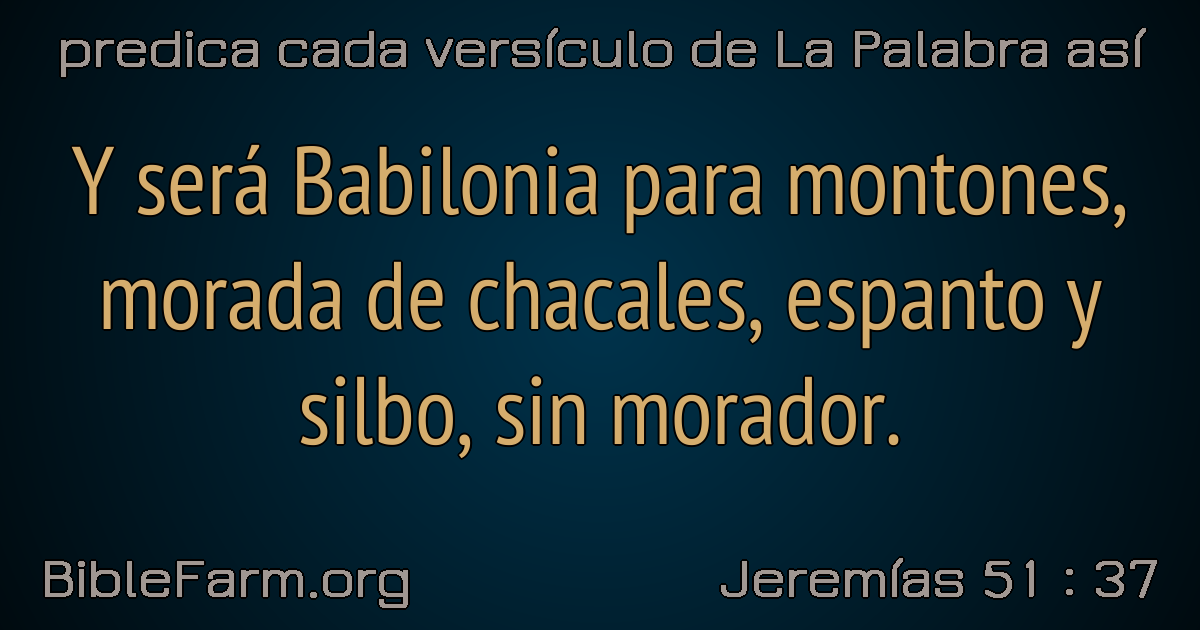 predica cada versículo de La Palabra así
Y será Babilonia para montones,
morada de chacales, espanto y
silbo, sin morador.
BibleFarm.org
Jeremías 51 : 37